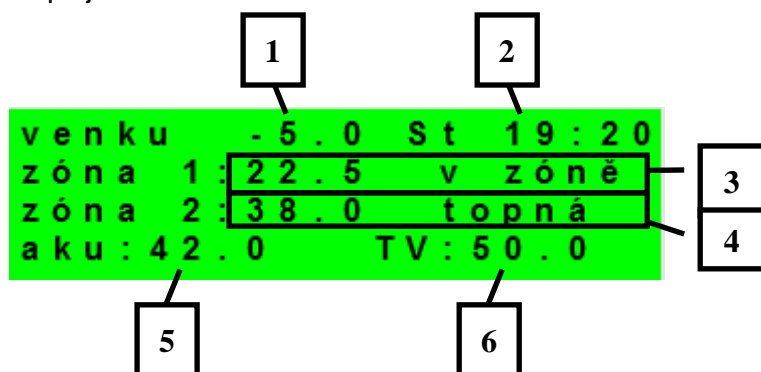 1 2
venku -5.0 St 19:20
zóna 1:22.5 v zóně
3
zóna 2:38.0 topná
4
aku:42.0 TV:50.0
5 6